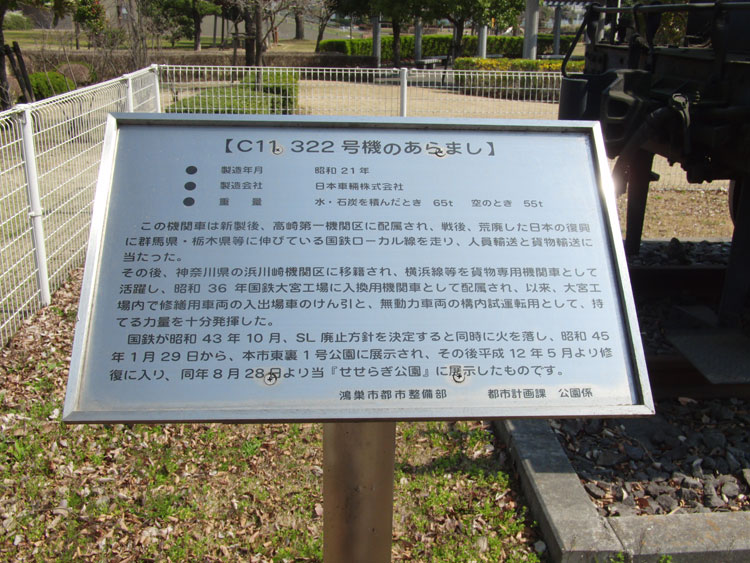 【C11 322 号機のあらまし】
● 製造年月 昭和 21 年
● 製造会社 日本車輛株式会社
● 重 量 水・石炭を積んだとき 65t 空のとき 55t
この機関車は新製後、高崎第一機関区に配属され、戦後、荒廃した日本の復興
に群馬県・栃木県等に伸びている国鉄ローカル線を走り、人員輸送と貨物輸送に
当たった。
その後、神奈川県の浜川崎機関区に移籍され、横浜線等を貨物専用機関車として
活躍し、昭和 36 年国鉄大宮工場に入換用機関車として配属され、以来、大宮工
場内で修繕用車両の入出場車のけん引と、無動力車両の構内試運転用として、持
てる力量を十分発揮した。
国鉄が昭和 43 年 10 月、SL 廃止方針を決定すると同時に火を落し、昭和 45
年 1 月 29 日から、本市東裏 1 号公園に展示され、その後平成 12 年 5 月より修
復に入り、同年 8 月 28 日より当『せせらぎ公園』に展示したものです。
鴻巣市都市整備部 都市計画課 公園係